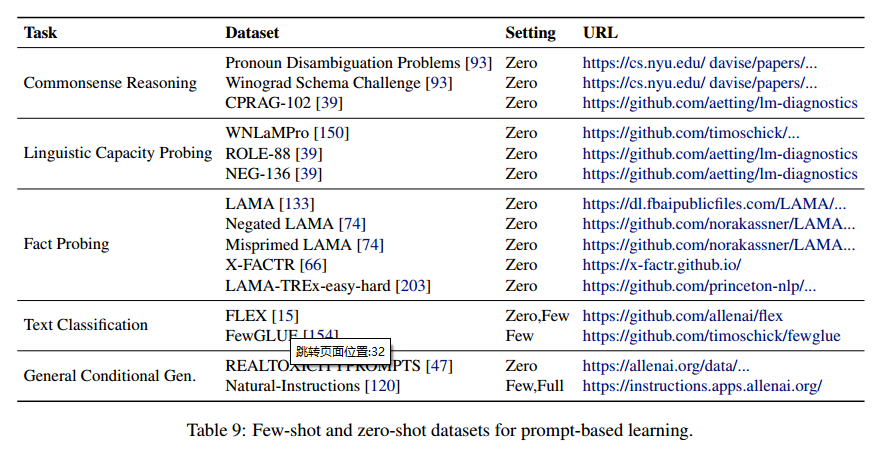 Task Dataset Setting URL
Pronoun Disambiguation Problems [93] Zero https://cs.nyu.edu/ davise/papers/...
Commonsense Reasoning Winograd Schema Challenge [93] Zero https://cs.nyu.edu/ davise/papers/...
CPRAG-102 [39] Zero https://github.com/aetting/lm-diagnostics
WNLaMPro [150] Zero https://github.com/timoschick/...
Linguistic Capacity Probing ROLE-88 [39] Zero https://github.com/aetting/lm-diagnostics
NEG-136 [39] Zero https://github.com/aetting/lm-diagnostics
LAMA [133] Zero https://dl.fbaipublicfiles.com/LAMA/...
Negated LAMA [74] Zero https://github.com/norakassner/LAMA...
Fact Probing Misprimed LAMA [74] Zero https://github.com/norakassner/LAMA...
X-FACTR [66] Zero https://x-factr.github.io/
LAMA-TREx-easy-hard [203] Zero https://github.com/princeton-nlp/...
FLEX [15] Zero,Few https://github.com/allenai/flex
Text Classification
FewGLUE [154] Few https://github.com/timoschick/fewglue
跳转页面位置:32
REALTOXICITYPROMPTS [47] Zero https://allenai.org/data/...
General Conditional Gen.
Natural-Instructions [120] Few,Full https://instructions.apps.allenai.org/
Table 9: Few-shot and zero-shot datasets for prompt-based learning.